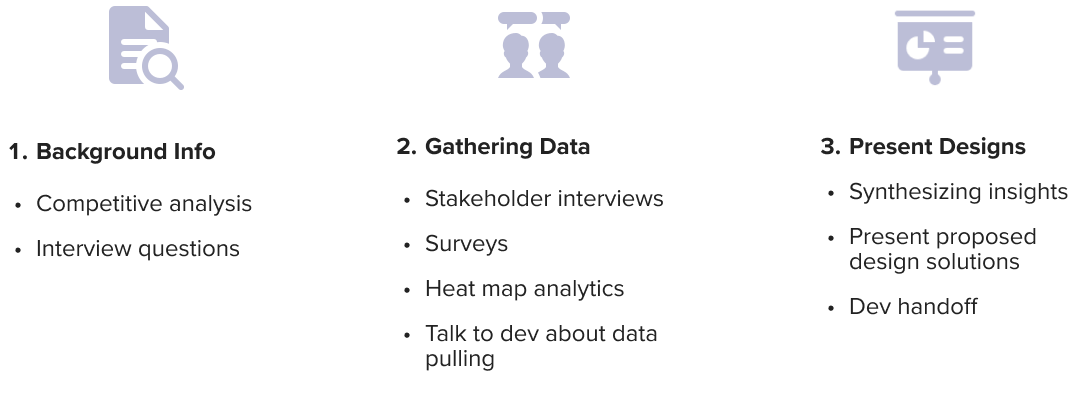 1. Background Info
• Competitive analysis
• Interview questions
2. Gathering Data
• Stakeholder interviews
• Surveys
• Heat map analytics
• Talk to dev about data
pulling
3. Present Designs
• Synthesizing insights
• Present proposed
design solutions
• Dev handoff